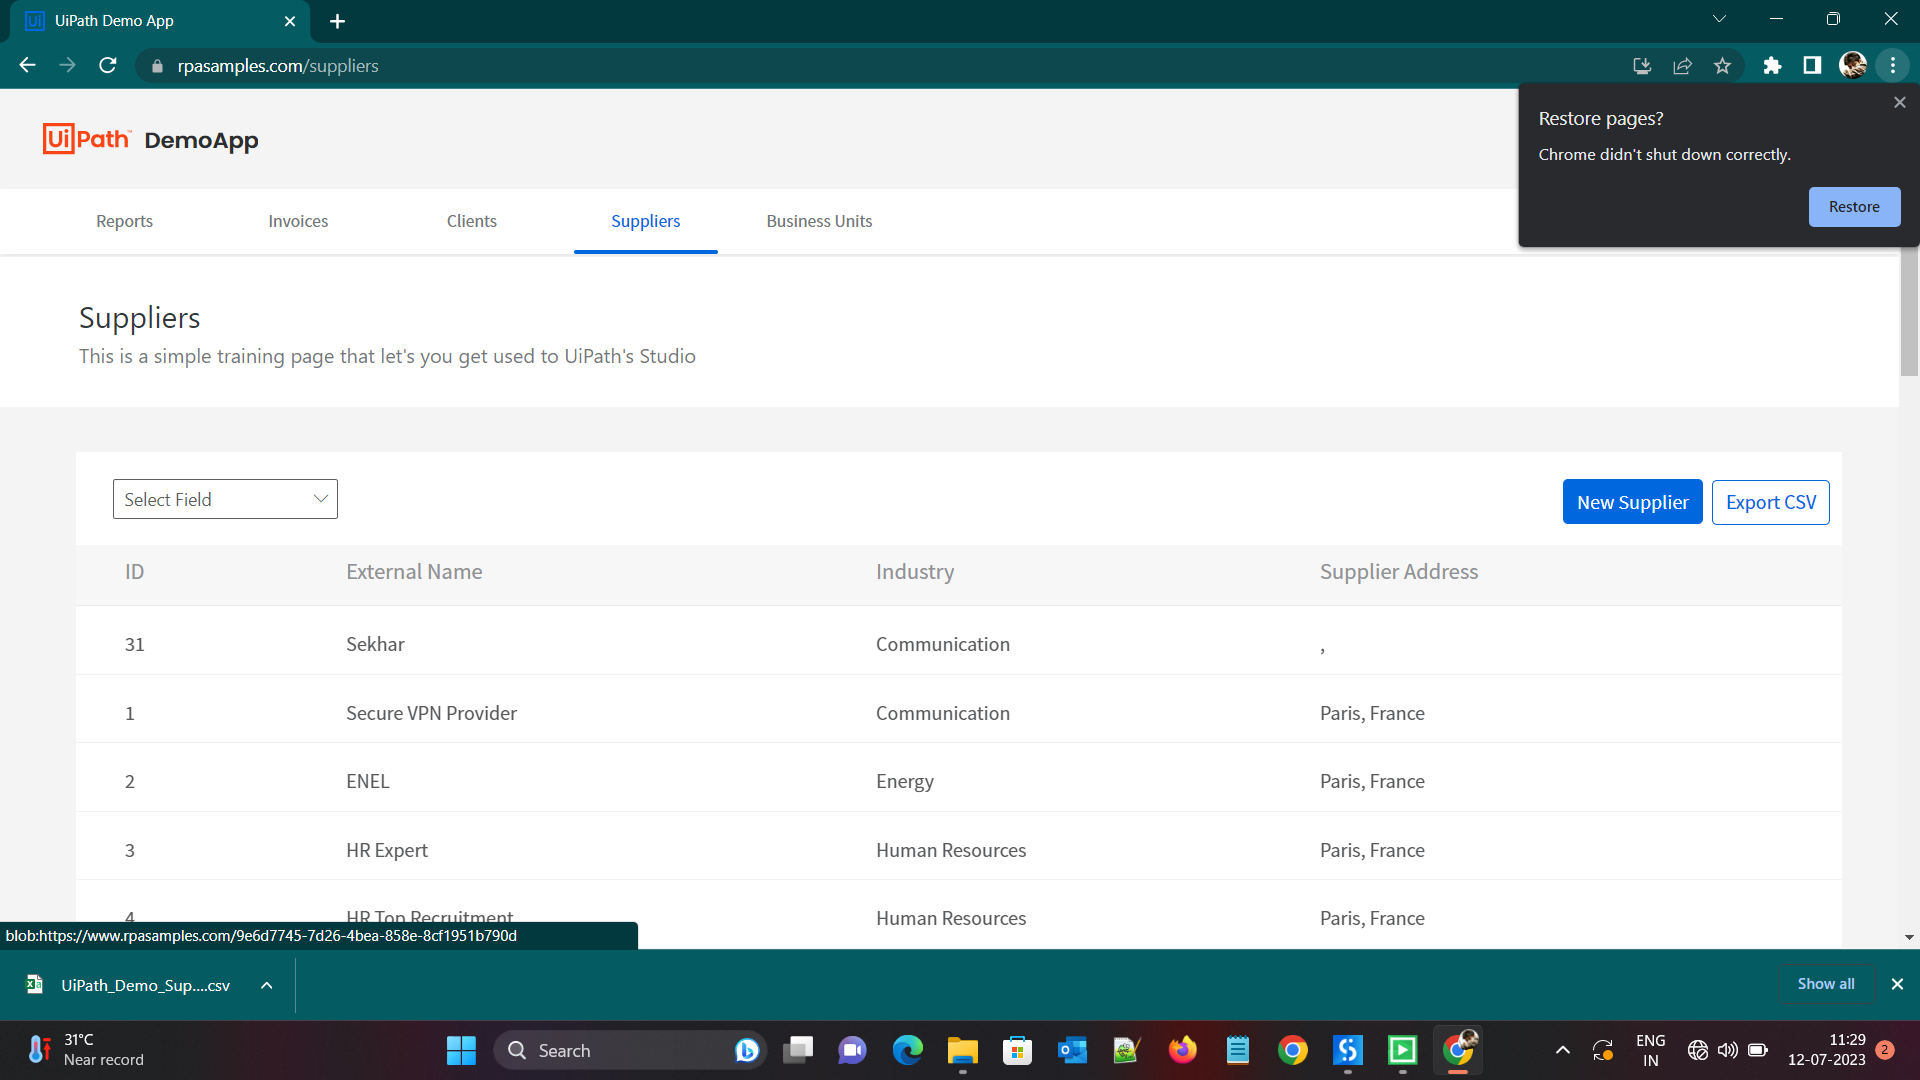 UiPath Demo App
rpasamples.com/suppliers
Restore pages?
Chrome didn't shut down correctly.
Restore
UiPath™ DemoApp
Reports Invoices Clients Suppliers Business Units
Suppliers
This is a simple training page that let's you get used to UiPath's Studio
Select Field
New Supplier Export CSV
ID External Name Industry Supplier Address
31 Sekhar Communication ,
1 Secure VPN Provider Communication Paris, France
2 ENEL Energy Paris, France
3 HR Expert Human Resources Paris, France
4 HR Top Recruitment Human Resources Paris, France
blob:https://www.rpasamples.com/9e6d7745-7d26-4bea-858e-8cf1951b790d
UiPath_Demo_Sup....csv
Show all
31°C
Near record
Search
ENG
IN
11:29
12-07-2023
2